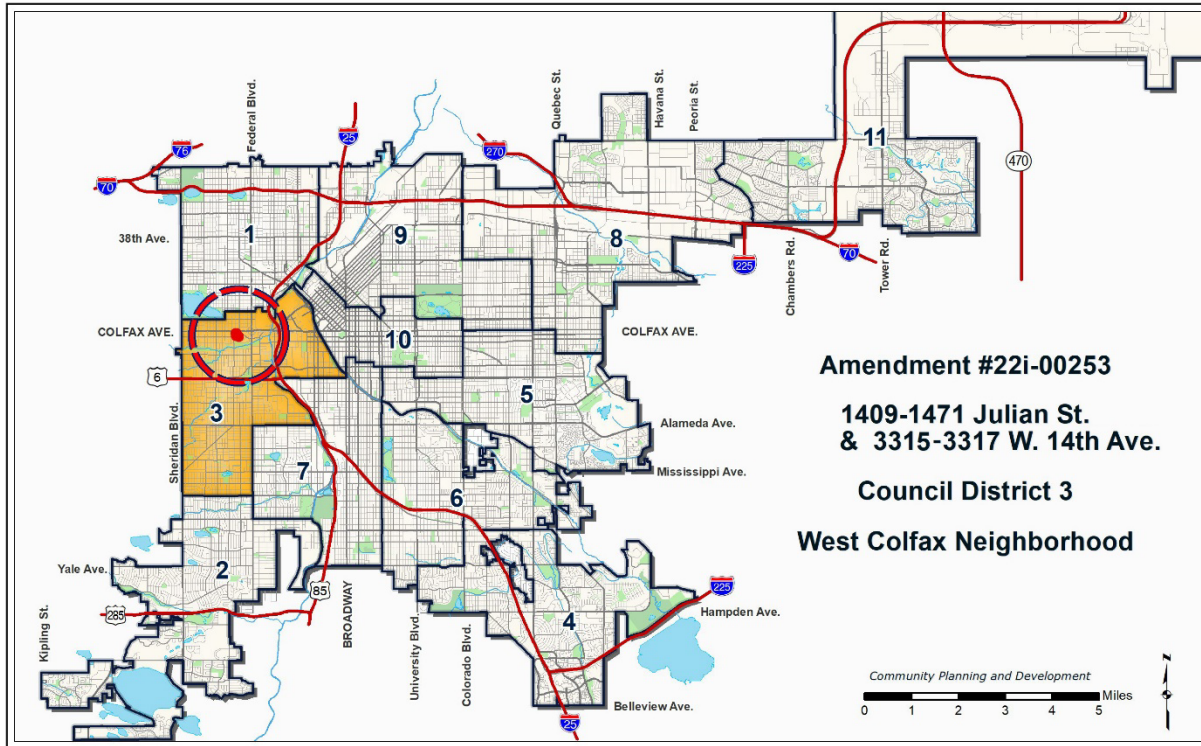 Federal Blvd.
Quebec St.
Havana St.
Peoria St.
25
76
270
70
11
470
38th Ave.
1
9
8
225
70
Chambers Rd.
Tower Rd.
COLFAX AVE.
10
COLFAX AVE.
6
Sheridan Blvd.
3
5
Alameda Ave.
7
Mississippi Ave.
6
2
Yale Ave.
85
285
Kipling St.
BROADWAY
University Blvd.
Colorado Blvd.
4
225
Hampden Ave.
25
Belleview Ave.
Amendment #22i-00253
1409-1471 Julian St.
& 3315-3317 W. 14th Ave.
Council District 3
West Colfax Neighborhood
Community Planning and Development
Miles
0 1 2 3 4 5
N